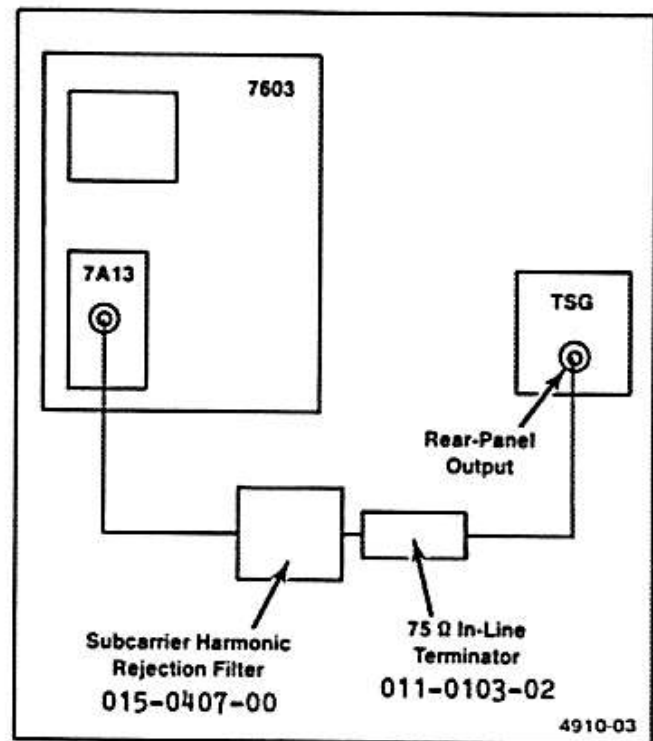 7603
7A13
TSG
Rear-Panel
Output
Subcarrier Harmonic
Rejection Filter
015-0407-00
75 Ω In-Line
Terminator
011-0103-02
4910-03